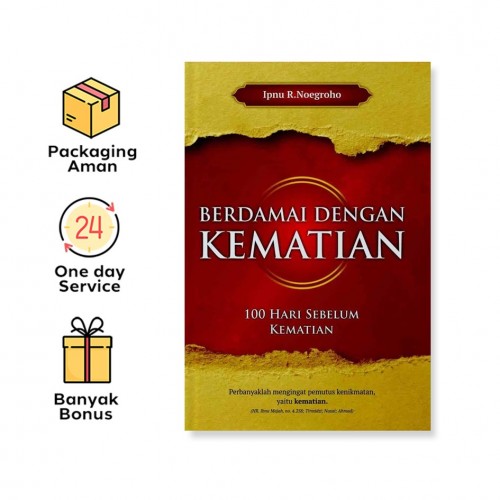 Packaging
Aman
24
One day
Service
Banyak
Bonus
Ipnu R.Noegroho
BERDAMAI DENGAN
KEMATIAN
100 HARI SEBELUM
KEMATIAN
Perbanyaklah mengingat pemutus kenikmatan,
yaitu kematian.